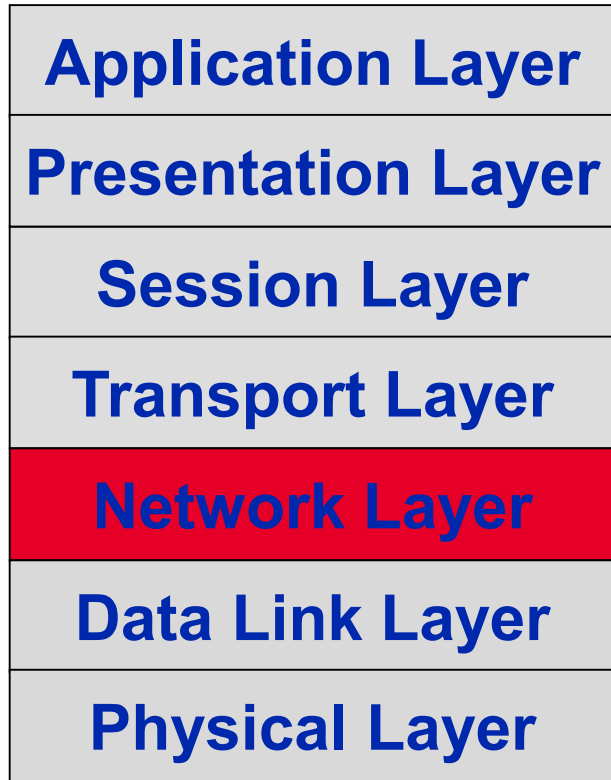 Application Layer
Presentation Layer
Session Layer
Transport Layer
Network Layer
Data Link Layer
Physical Layer